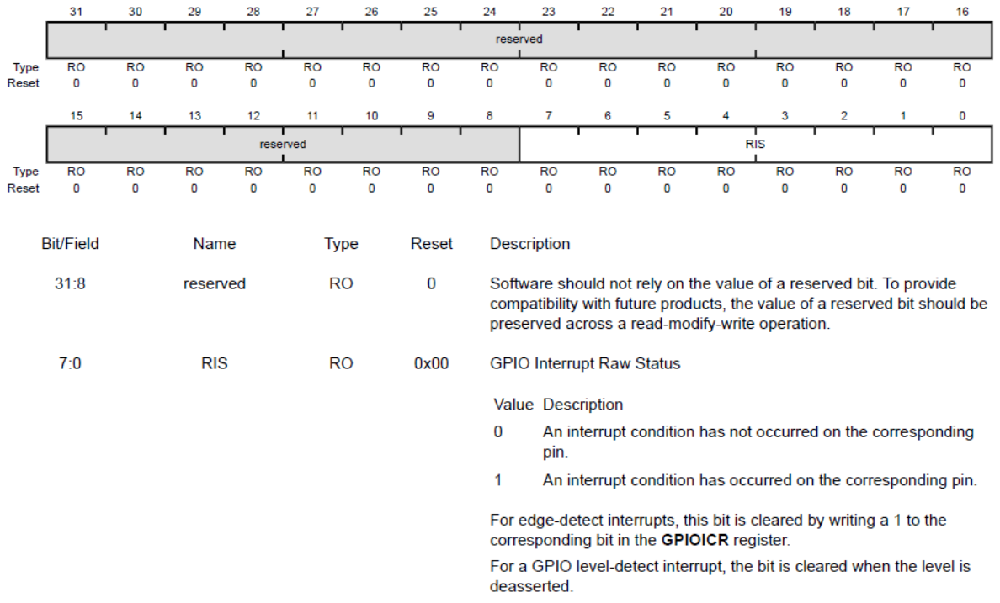 31 30 29 28 27 26 25 24 23 22 21 20 19 18 17 16
reserved
Type RO RO RO RO RO RO RO RO RO RO RO RO RO RO RO RO
Reset 0 0 0 0 0 0 0 0 0 0 0 0 0 0 0 0
15 14 13 12 11 10 9 8 7 6 5 4 3 2 1 0
reserved RIS
Type RO RO RO RO RO RO RO RO RO RO RO RO RO RO RO RO
Reset 0 0 0 0 0 0 0 0 0 0 0 0 0 0 0 0
Bit/Field Name Type Reset Description
31:8 reserved RO 0 Software should not rely on the value of a reserved bit. To provide
compatibility with future products, the value of a reserved bit should be
preserved across a read-modify-write operation.
7:0 RIS RO 0x00 GPIO Interrupt Raw Status
Value Description
0 An interrupt condition has not occurred on the corresponding
pin.
1 An interrupt condition has occurred on the corresponding pin.
For edge-detect interrupts, this bit is cleared by writing a 1 to the
corresponding bit in the GPIOICR register.
For a GPIO level-detect interrupt, the bit is cleared when the level is
deasserted.